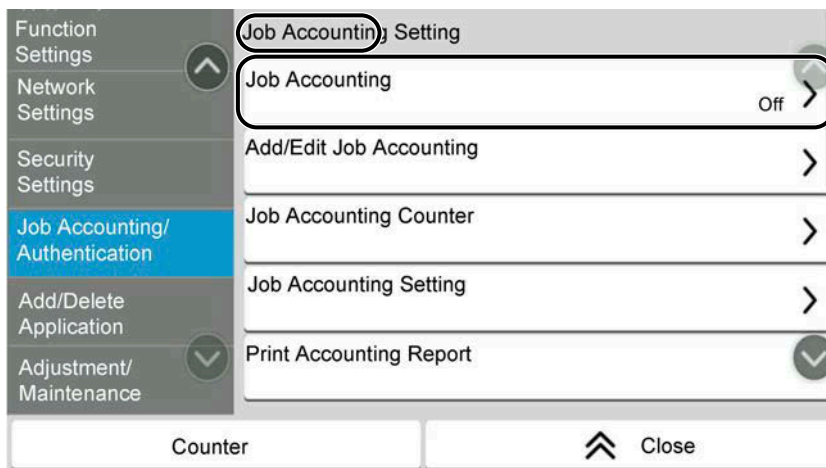 Function
Settings
Network
Settings
Security
Settings
Job Accounting/
Authentication
Add/Delete
Application
Adjustment/
Maintenance
Job Accounting Setting
Job Accounting
Off
Add/Edit Job Accounting
Job Accounting Counter
Job Accounting Setting
Print Accounting Report
Counter
Close